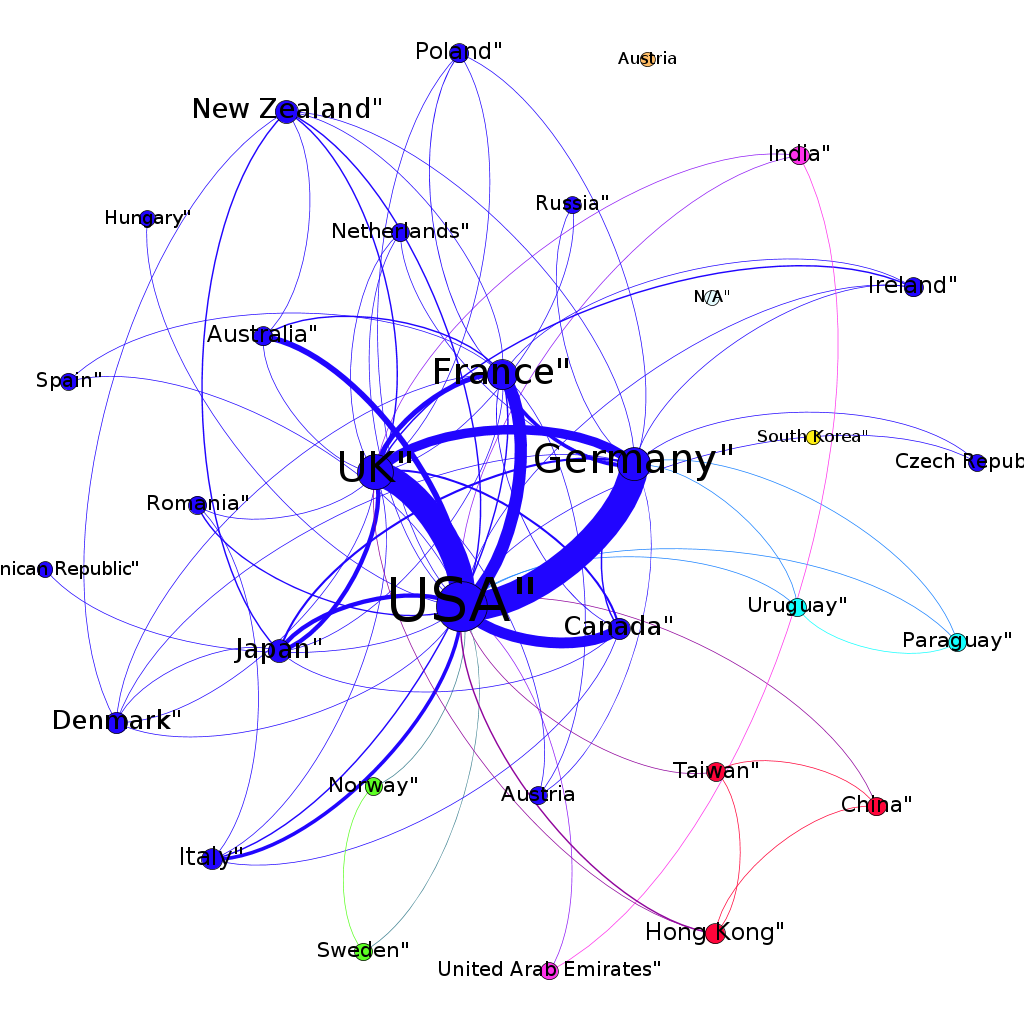 Poland"
Austria
New Zealand"
India"
Russia"
Hungary"
Netherlands"
Ireland"
N/A"
Australia"
France"
Spain"
South Korea"
Germany"
Czech Repub
UK"
Romania"
nican Republic"
USA"
Uruguay"
Canada"
Paraguay"
Japan"
Denmark"
Taiwan"
Norway"
Austria
China"
Italy"
Hong Kong"
Sweden"
United Arab Emirates"